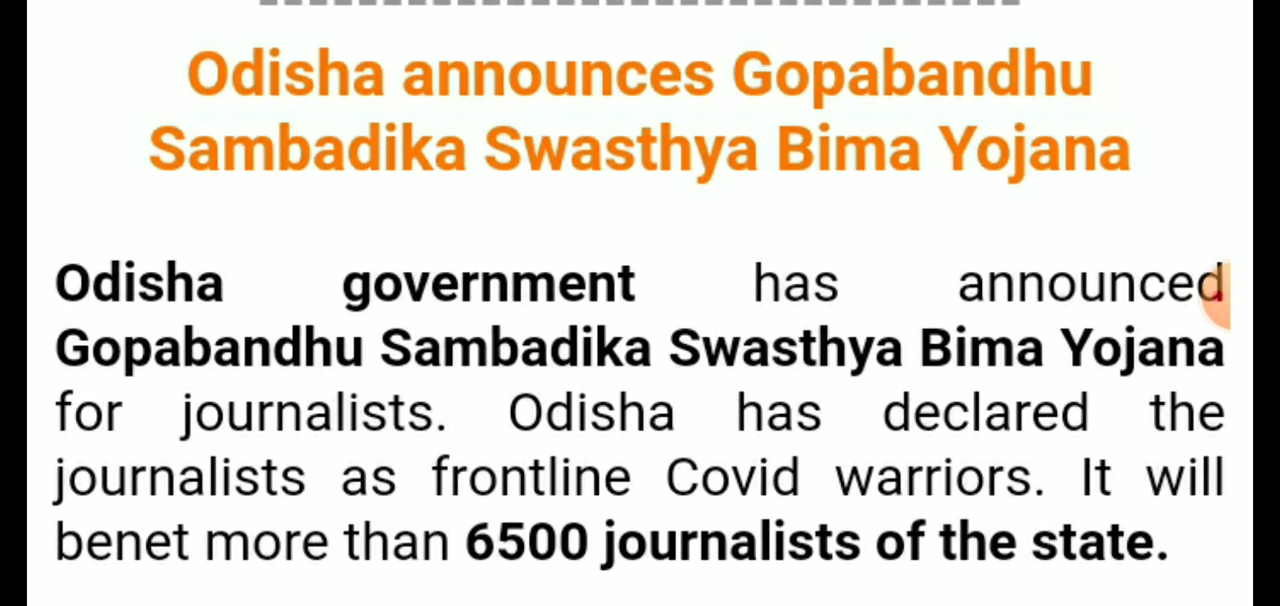 Odisha announces Gopabandhu
Sambadika Swasthya Bima Yojana
Odisha government has announced
Gopabandhu Sambadika Swasthya Bima Yojana
for journalists. Odisha has declared the
journalists as frontline Covid warriors. It will
benet more than 6500 journalists of the state.